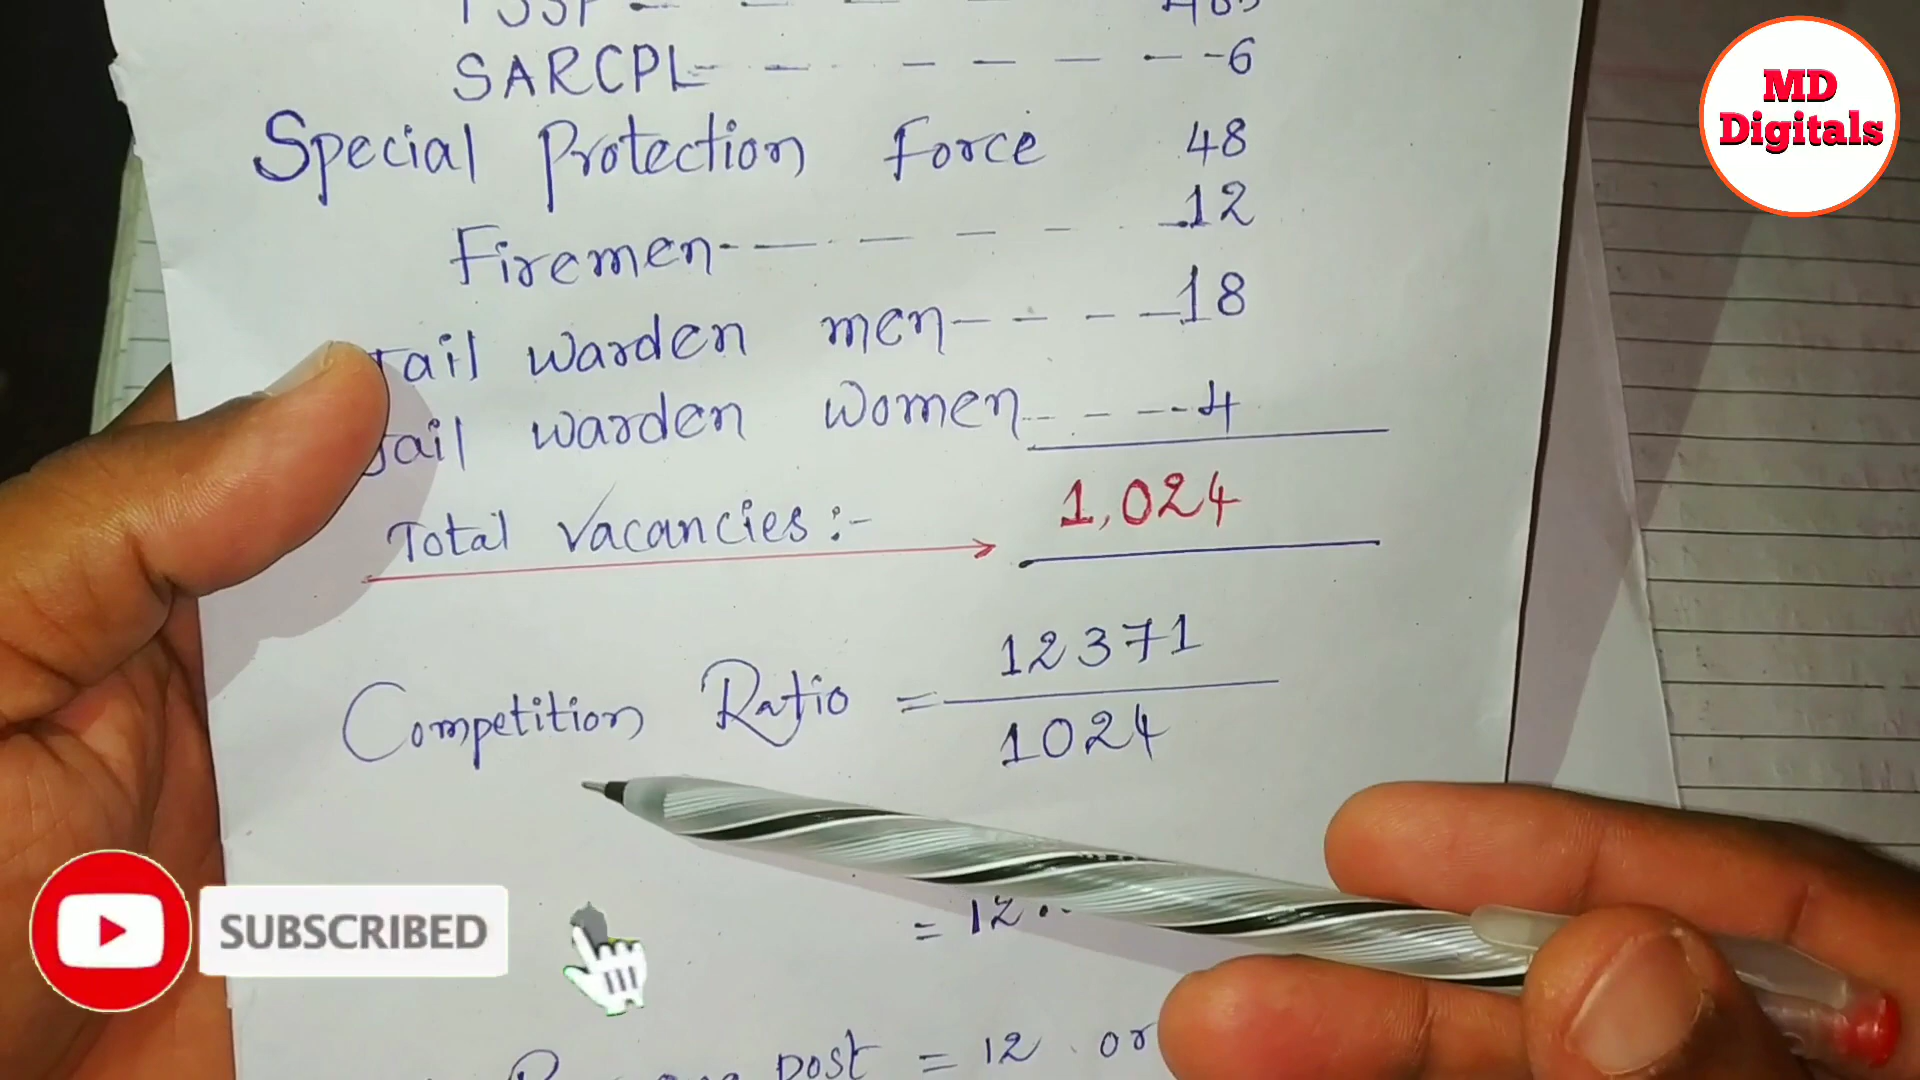 SARCPL - - - - - - - 6
Special Protection Force 48
Firemen - - - - - - 12
Jail warden men - - - - 18
Jail warden women - - - - 4
Total Vacancies :- 1,024
Competition Ratio = 12371
1024
= 12.
post = 12 or
MD
Digitals
SUBSCRIBED